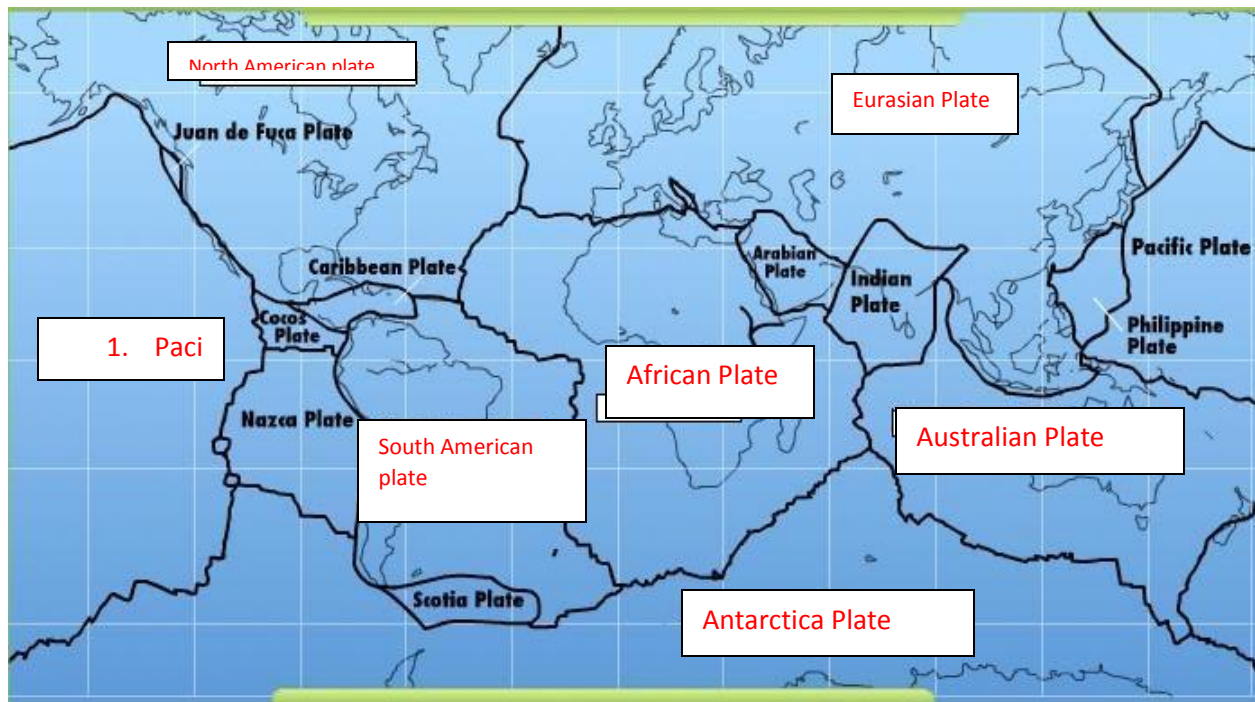 North American plate
Eurasian Plate
Juan de Fuca Plate
Arabian
Plate
Pacific Plate
Caribbean Plate
Indian
Plate
Cocos
Plate
Philippine
Plate
1. Paci
African Plate
Nazca Plate
South American
plate
Australian Plate
Scotia Plate
Antarctica Plate